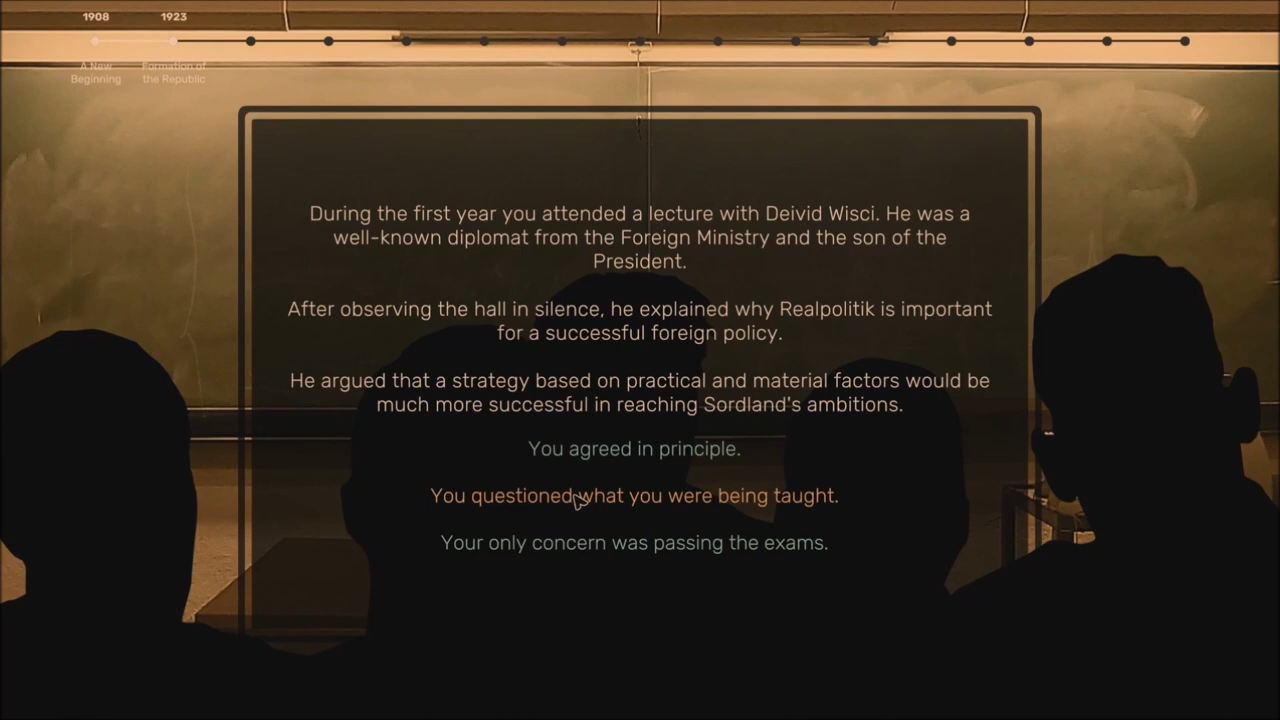 1908
1923
A New
Beginning
Formation of
the Republic
During the first year you attended a lecture with Deivid Wisci. He was a
well-known diplomat from the Foreign Ministry and the son of the
President.
After observing the hall in silence, he explained why Realpolitik is important
for a successful foreign policy.
He argued that a strategy based on practical and material factors would be
much more successful in reaching Sordland's ambitions.
You agreed in principle.
You questioned what you were being taught.
Your only concern was passing the exams.